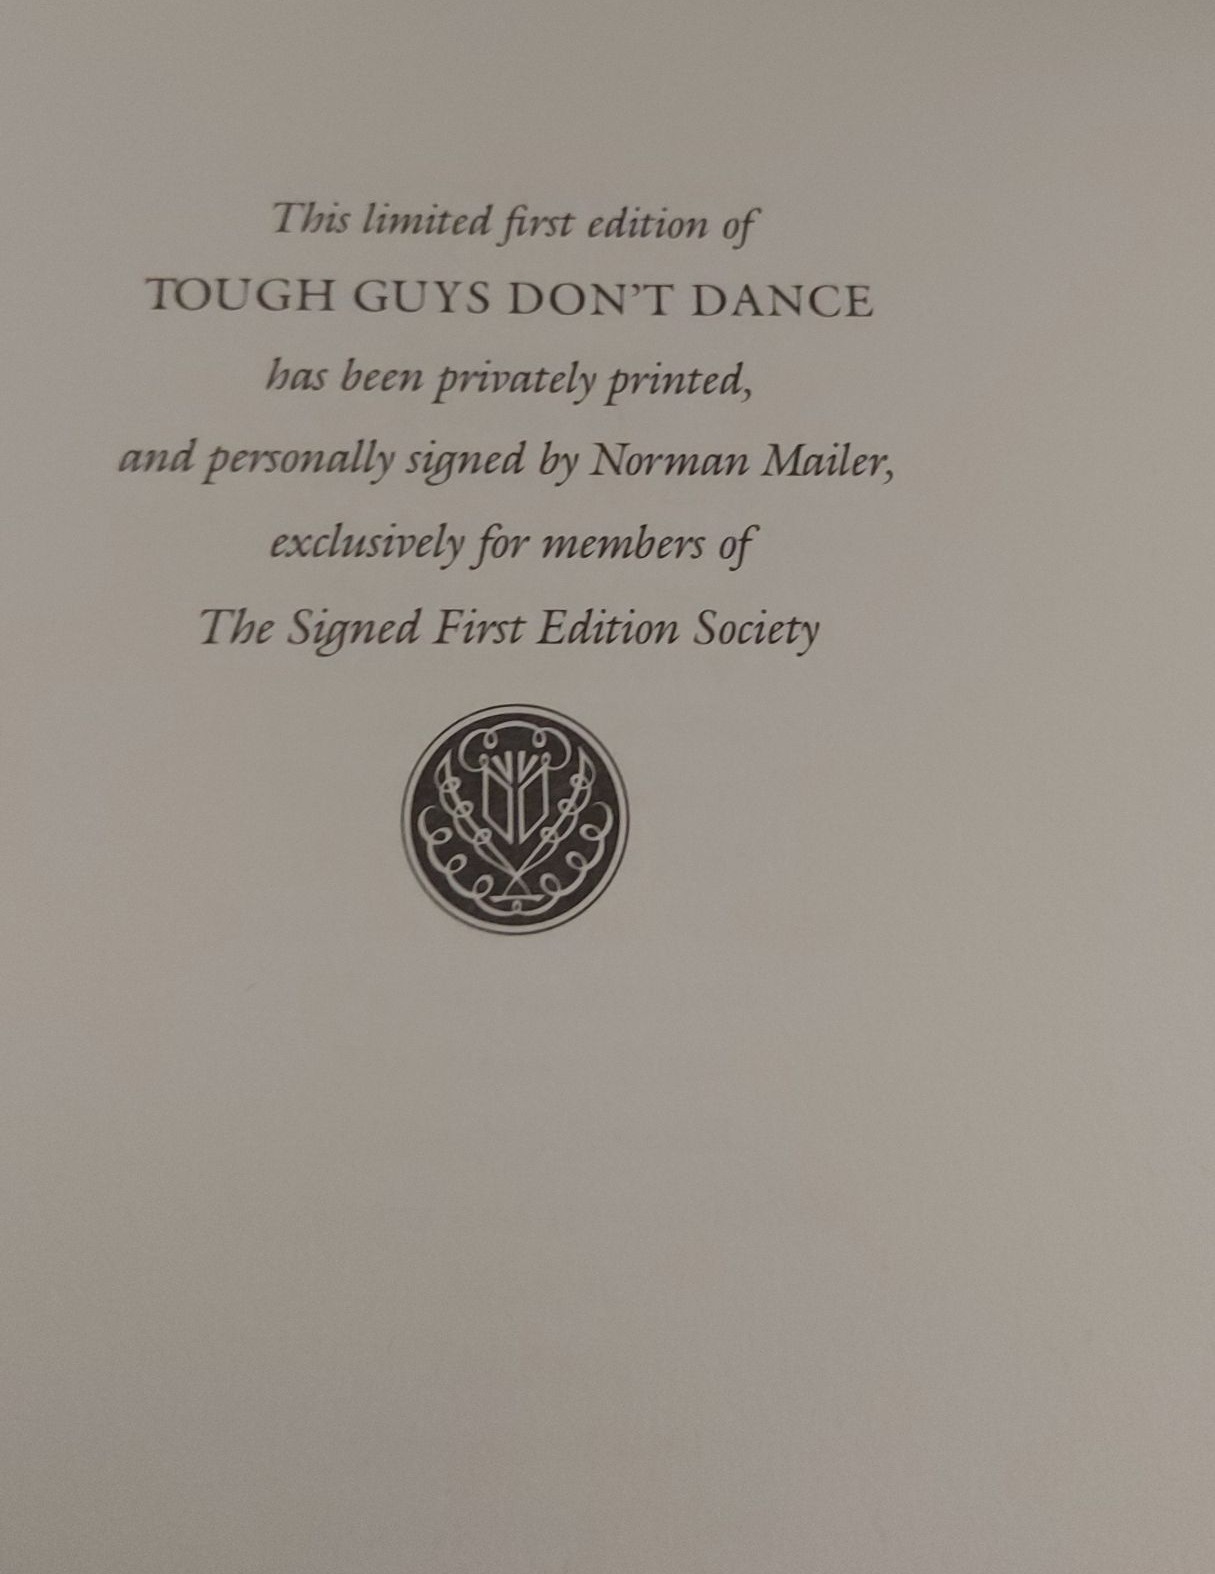 This limited first edition of
TOUGH GUYS DON'T DANCE
has been privately printed,
and personally signed by Norman Mailer,
exclusively for members of
The Signed First Edition Society